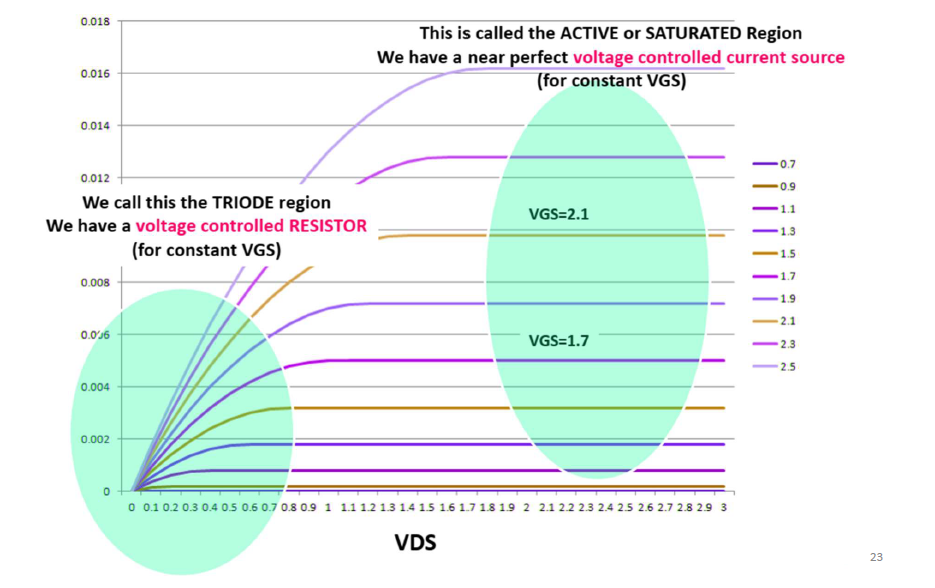 This is called the ACTIVE or SATURATED Region
We have a near perfect voltage controlled current source
(for constant VGS)
We call this the TRIODE region
We have a voltage controlled RESISTOR
(for constant VGS)
VGS=2.1
VGS=1.7
0.018
0.016
0.014
0.012
0.008
0.006
0.004
0.002
0
0 0.1 0.2 0.3 0.4 0.5 0.6 0.7 0.8 0.9 1 1.1 1.2 1.3 1.4 1.5 1.6 1.7 1.8 1.9 2 2.1 2.2 2.3 2.4 2.5 2.6 2.7 2.8 2.9 3
VDS
0.7
0.9
1.1
1.3
1.5
1.7
1.9
2.1
2.3
2.5
23